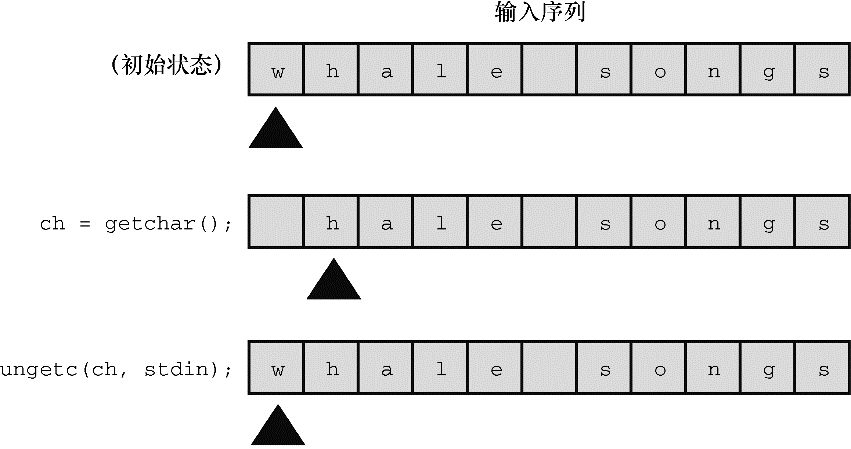 输入序列
(初始状态) w h a l e s o n g s
ch = getchar(); h a l e s o n g s
ungetc(ch, stdin); w h a l e s o n g s